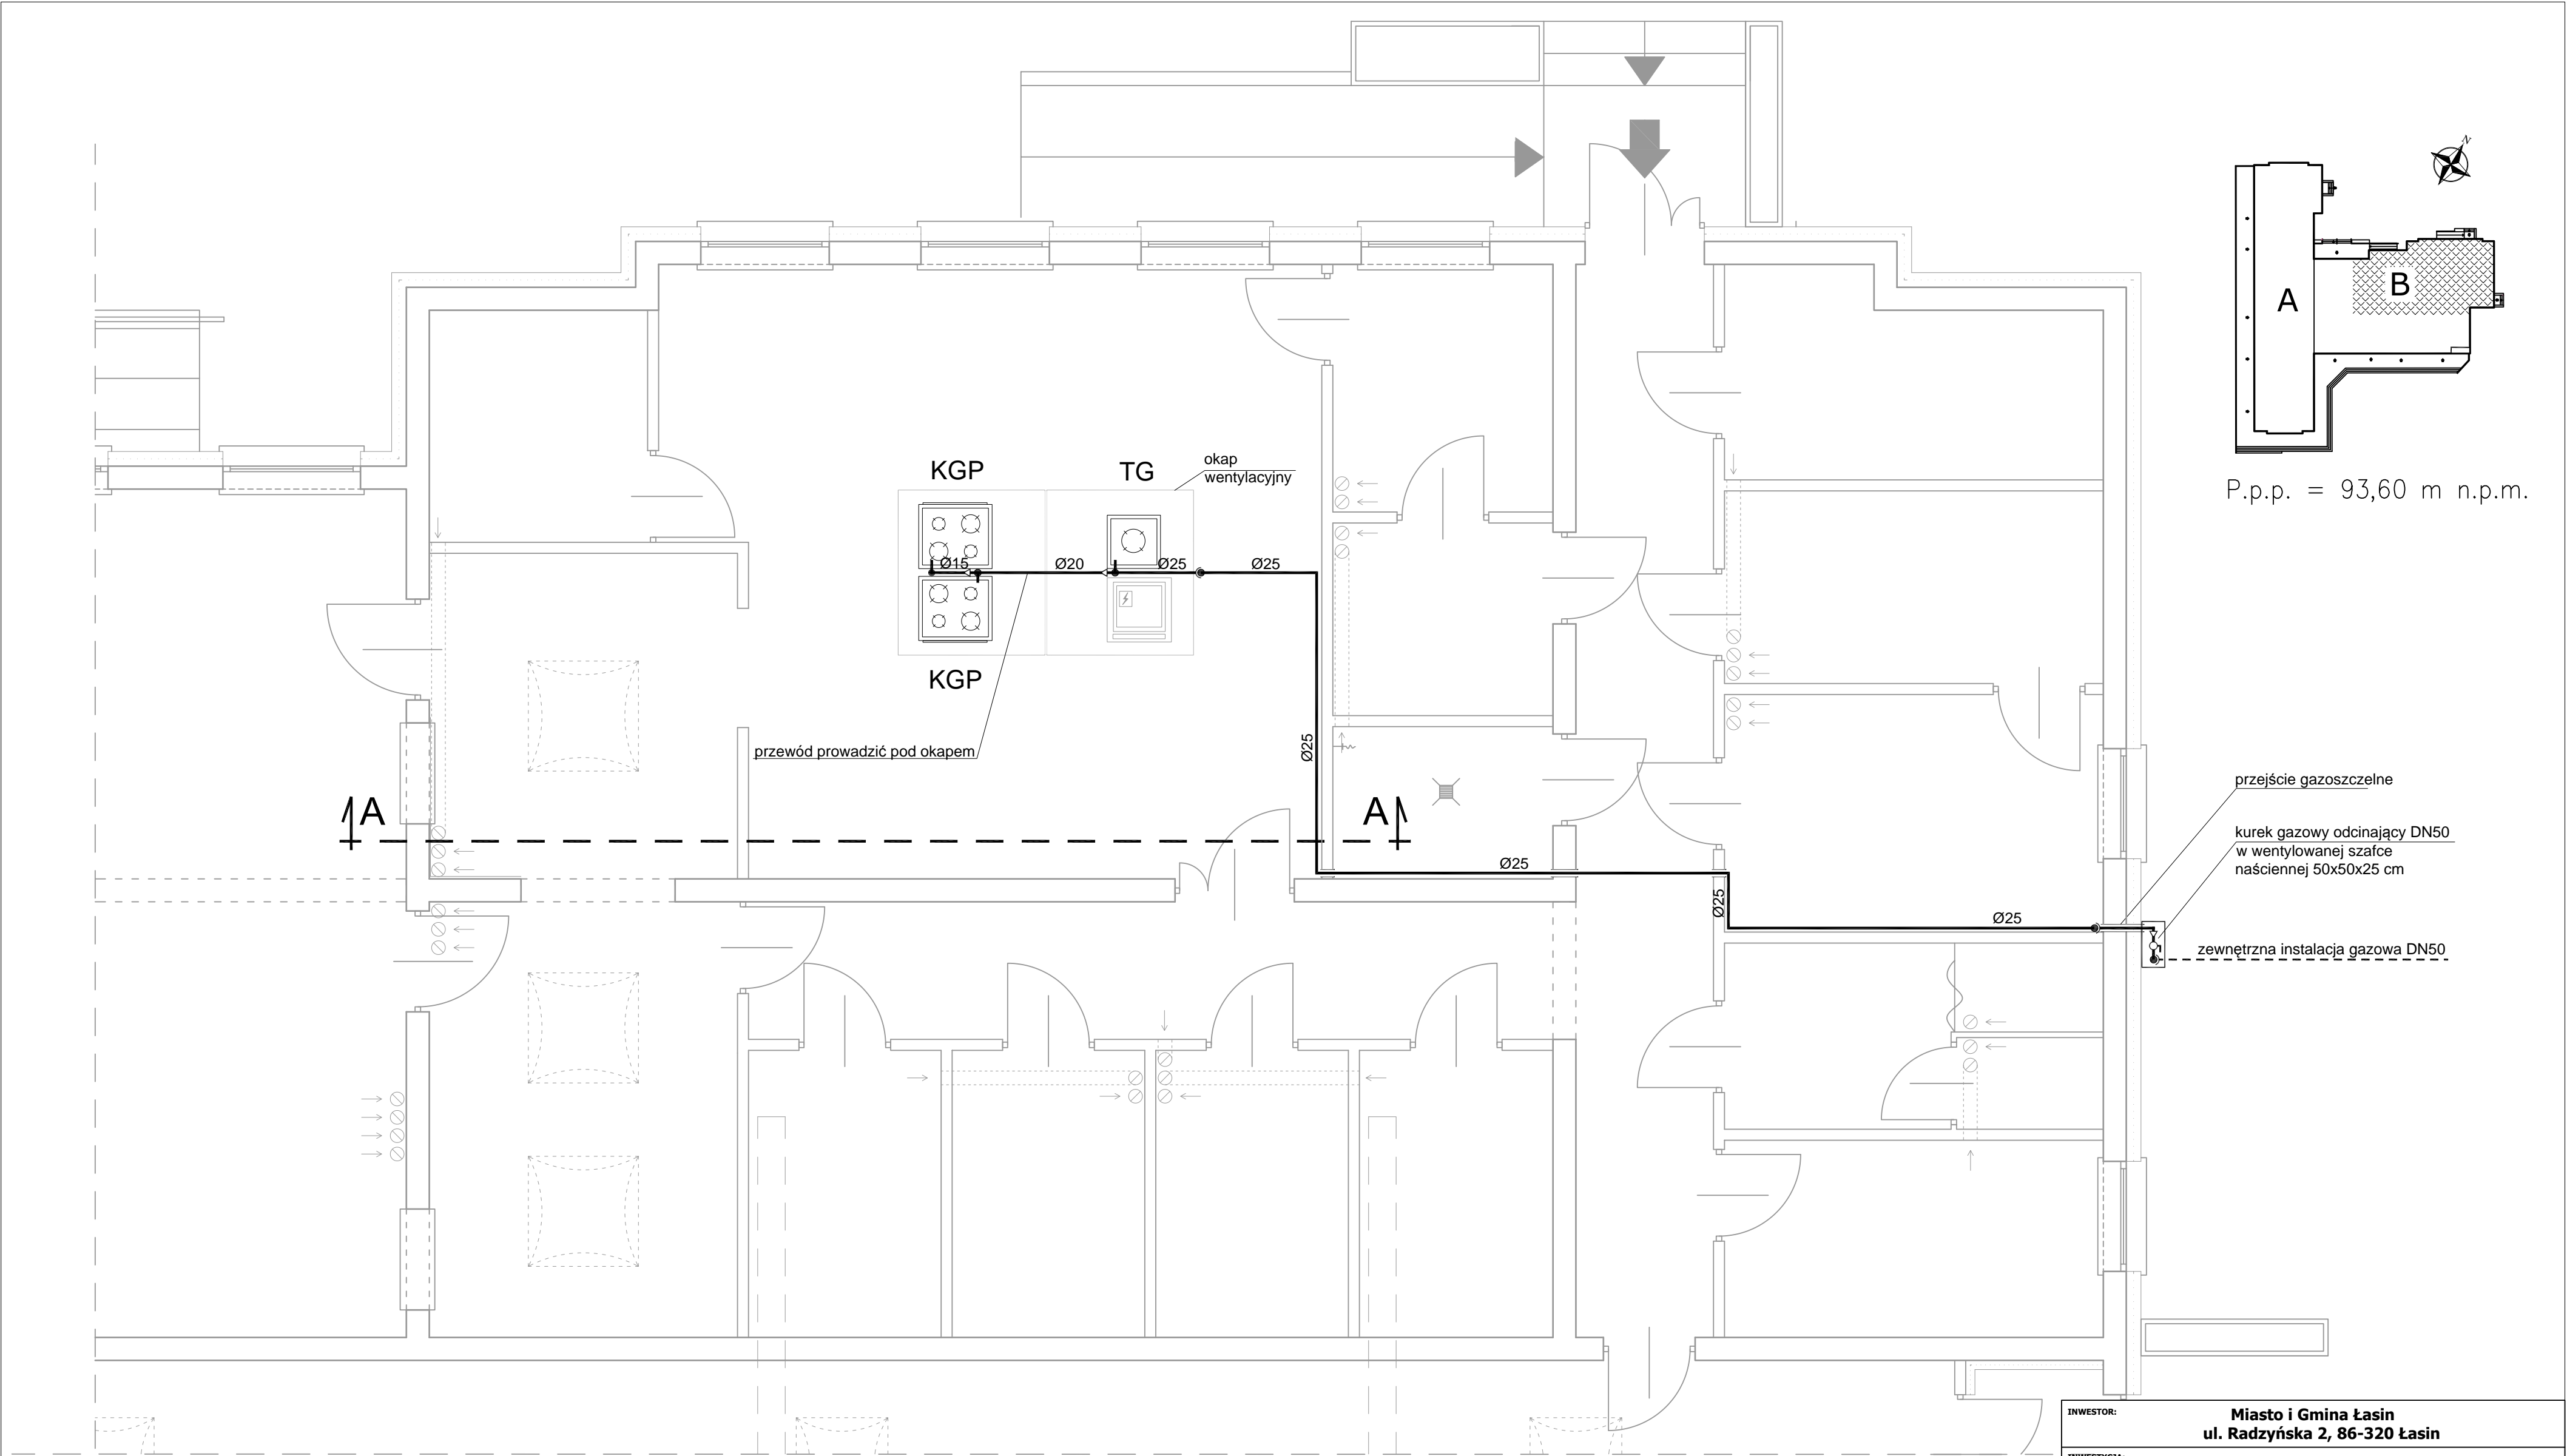 N
A
B
P.p.p. = 93,60 m n.p.m.
KGP
TG
okap
wentylacyjny
Ø15
Ø20
Ø25
Ø25
KGP
przewód prowadzić pod okapem
Ø25
A
A
Ø25
Ø25
Ø25
przejście gazoszczelne
kurek gazowy odcinający DN50
w wentylowanej szafce
naściennej 50x50x25 cm
zewnętrzna instalacja gazowa DN50
INWESTOR:
Miasto i Gmina Łasin
ul. Radzyńska 2, 86-320 Łasin